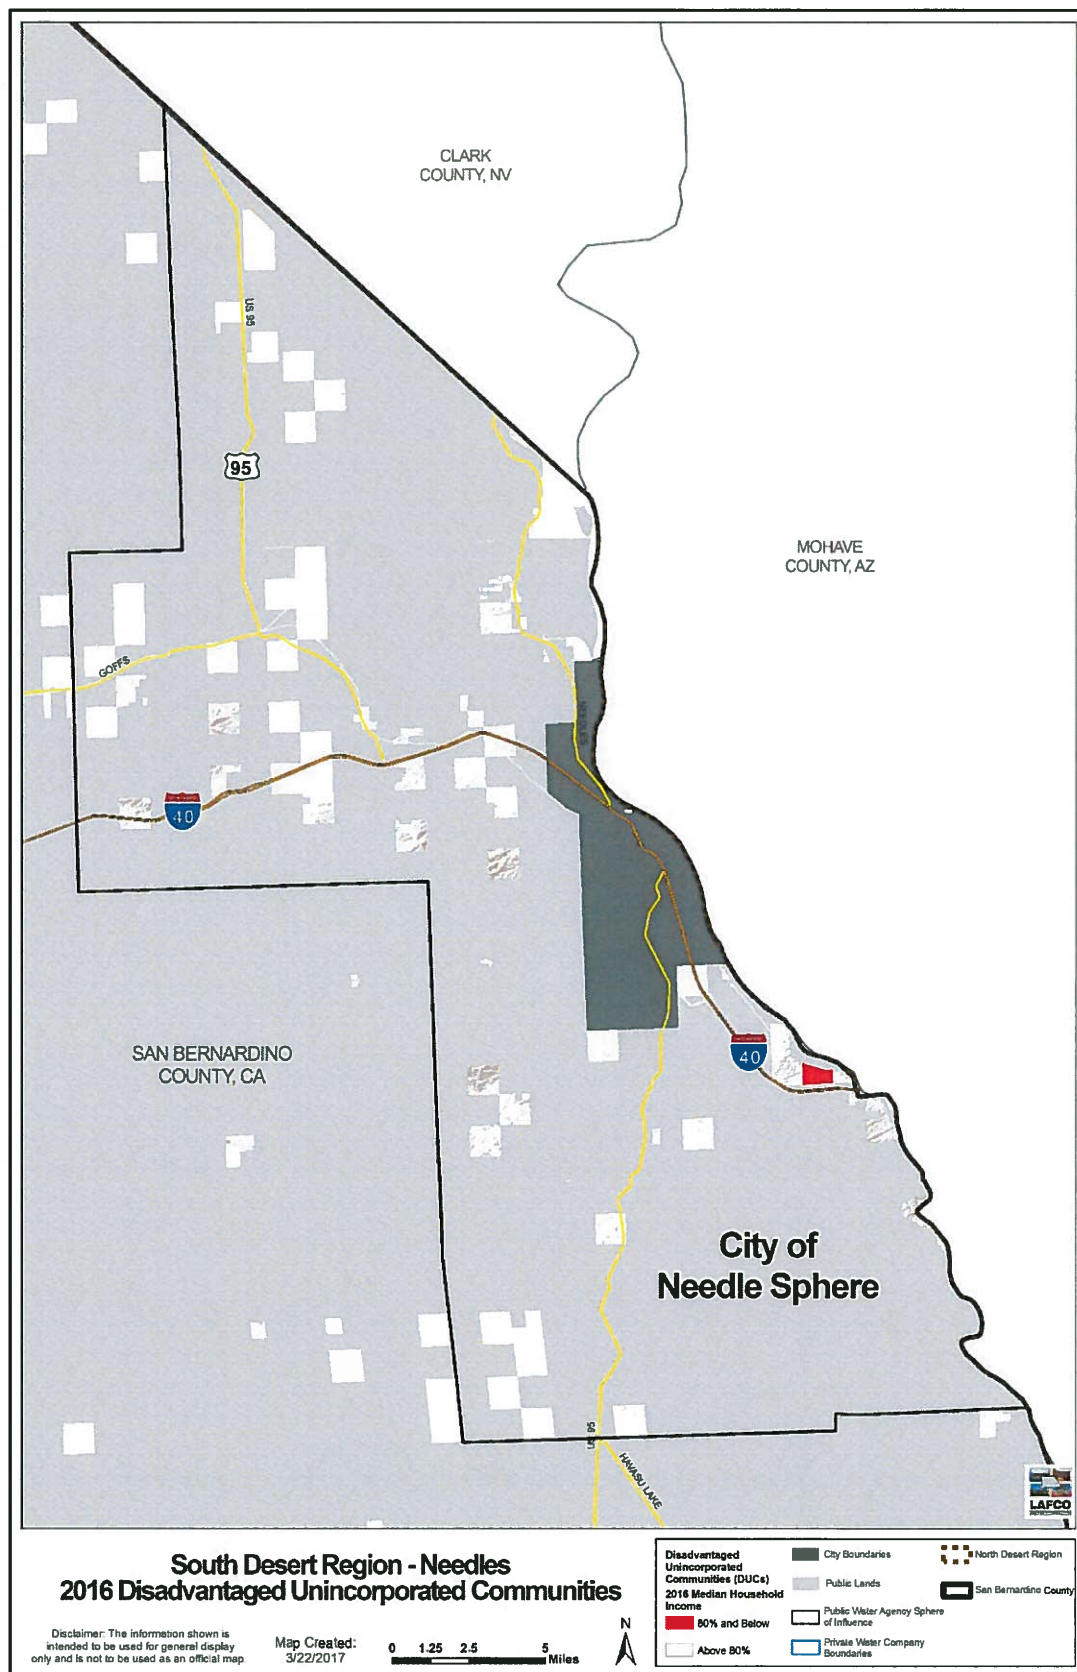 CLARK
COUNTY, NV
US 95
95
MOHAVE
COUNTY, AZ
GOFFS
NEEDLES
40
SAN BERNARDINO
COUNTY, CA
40
City of
Needle Sphere
US 95
HAVASU LAKE
LAFCO
South Desert Region - Needles
2016 Disadvantaged Unincorporated Communities
Disclaimer: The information shown is
intended to be used for general display
only and is not to be used as an official map
Map Created:
3/22/2017
0 1.25 2.5 5
Miles
N
Disadvantaged
Unincorporated
Communities (DUCs)
2016 Median Household
Income
80% and Below
Above 80%
City Boundaries
Public Lands
Public Water Agency Sphere
of Influence
Private Water Company
Boundaries
North Desert Region
San Bernardino County